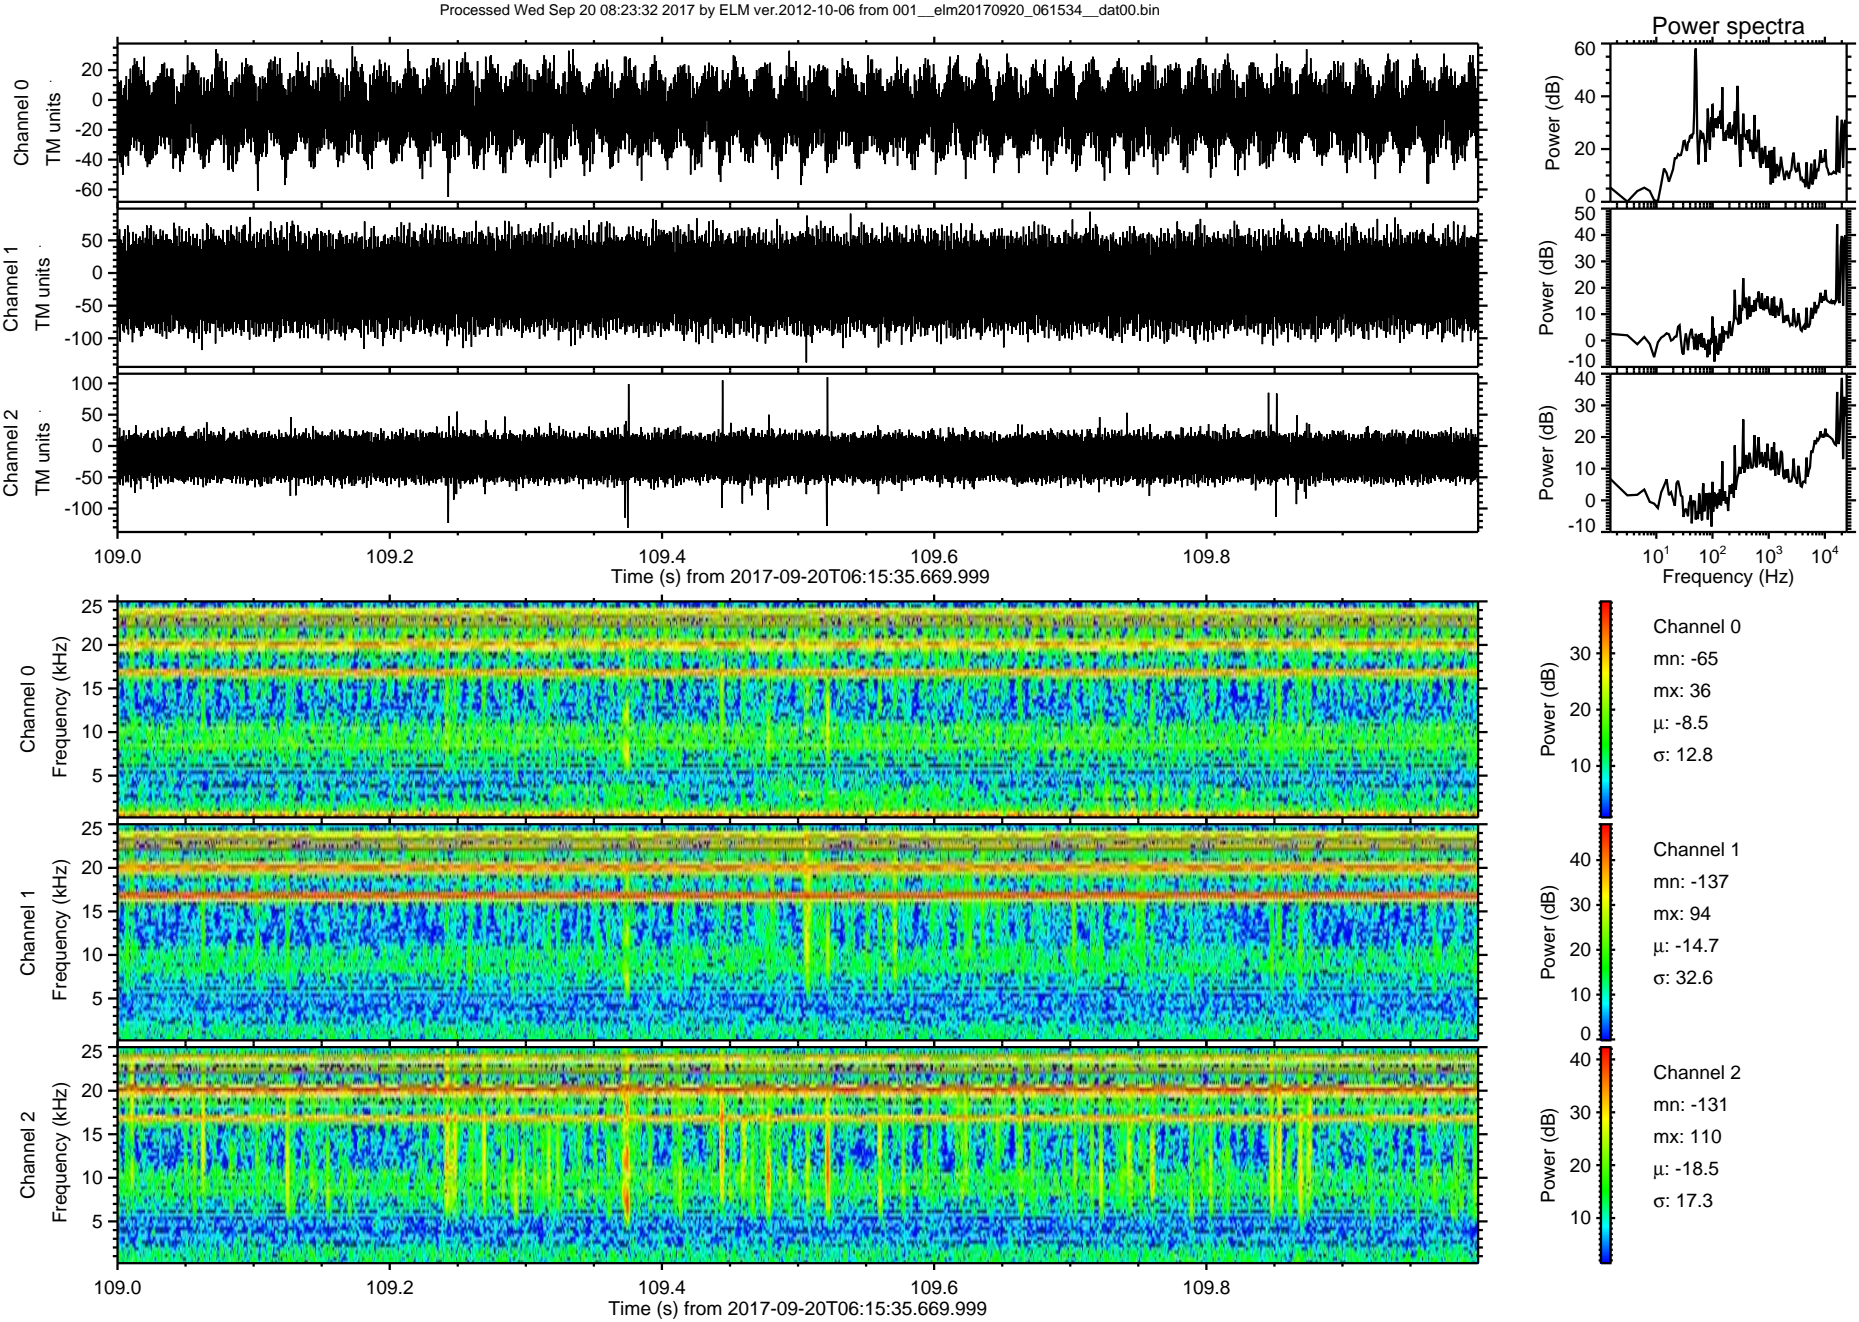 Processed Wed Sep 20 08:23:32 2017 by ELM ver.2012-10-06 from 001__elm20170920_061534__dat00.bin
Power spectra
Channel 0
TM units
20
0
-20
-40
-60
Power (dB)
60
40
20
0
Channel 1
TM units
50
0
-50
-100
Power (dB)
50
40
30
20
10
0
-10
Channel 2
TM units
100
50
0
-50
-100
Power (dB)
40
30
20
10
0
-10
109.0 109.2 109.4 109.6 109.8
Time (s) from 2017-09-20T06:15:35.669.999
10¹ 10² 10³ 10⁴
Frequency (Hz)
Channel 0
Frequency (kHz)
25
20
15
10
5
Power (dB)
30
20
10
Channel 0
mn: -65
mx: 36
μ: -8.5
σ: 12.8
Channel 1
Frequency (kHz)
25
20
15
10
5
Power (dB)
40
30
20
10
0
Channel 1
mn: -137
mx: 94
μ: -14.7
σ: 32.6
Channel 2
Frequency (kHz)
25
20
15
10
5
Power (dB)
40
30
20
10
Channel 2
mn: -131
mx: 110
μ: -18.5
σ: 17.3
109.0 109.2 109.4 109.6 109.8
Time (s) from 2017-09-20T06:15:35.669.999